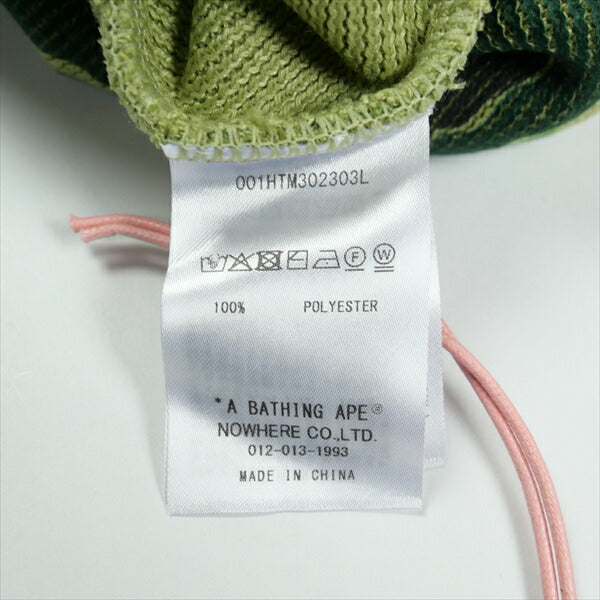 001HTM302303L
F W
100% POLYESTER
*A BATHING APE®
NOWHERE CO.,LTD.
012-013-1993
MADE IN CHINA